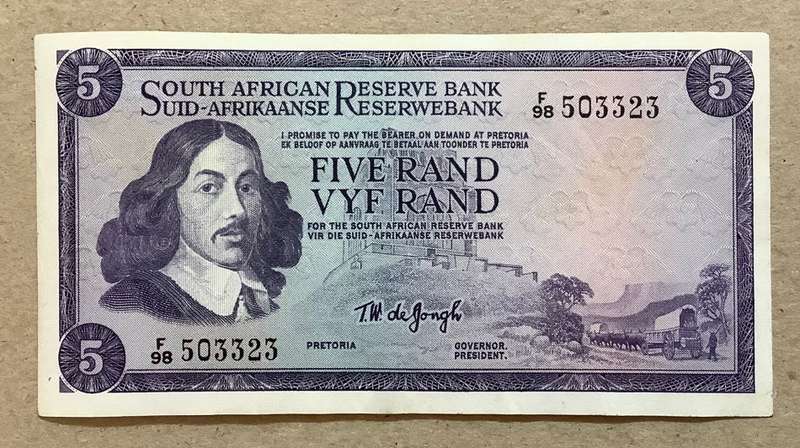 5
5
SOUTH AFRICAN RESERVE BANK
SUID-AFRIKAANSE RESERWEBANK
F/98 503323
I PROMISE TO PAY THE BEARER ON DEMAND AT PRETORIA
EK BELOOF OP AANVRAAG TE BETAAL AAN TOONDER TE PRETORIA
FIVE RAND
VYF RAND
FOR THE SOUTH AFRICAN RESERVE BANK
VIR DIE SUID-AFRIKAANSE RESERWEBANK
T.W. de Jongh
F/98 503323
PRETORIA
GOVERNOR.
PRESIDENT.
5